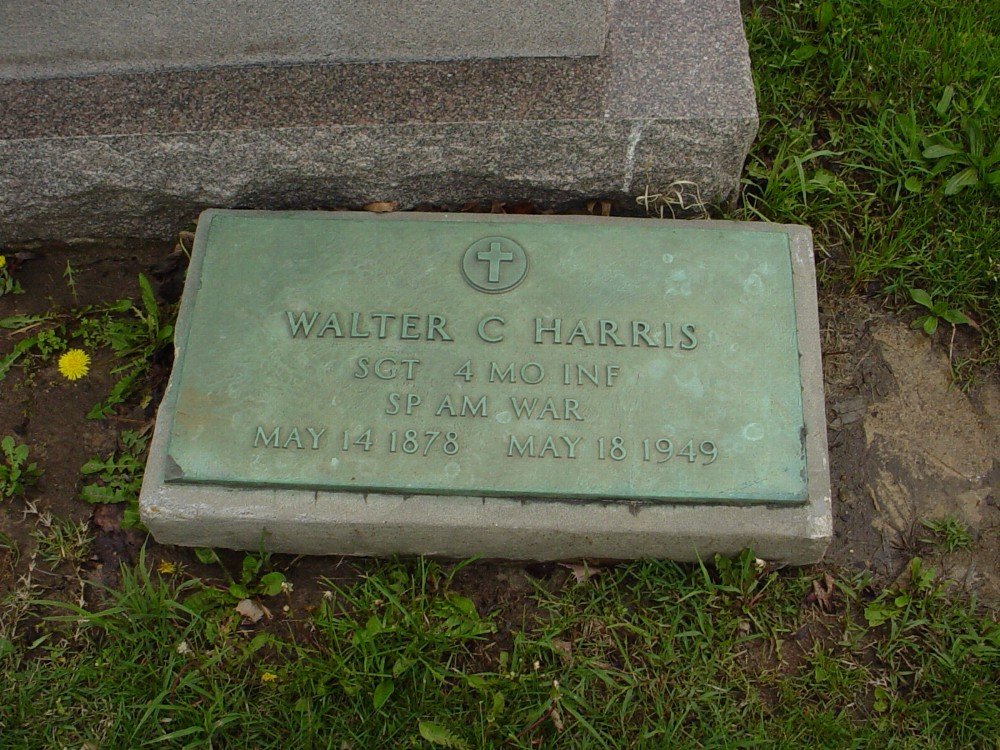 WALTER C HARRIS
SGT 4 MO INF
SP AM WAR
MAY 14 1878 MAY 18 1949